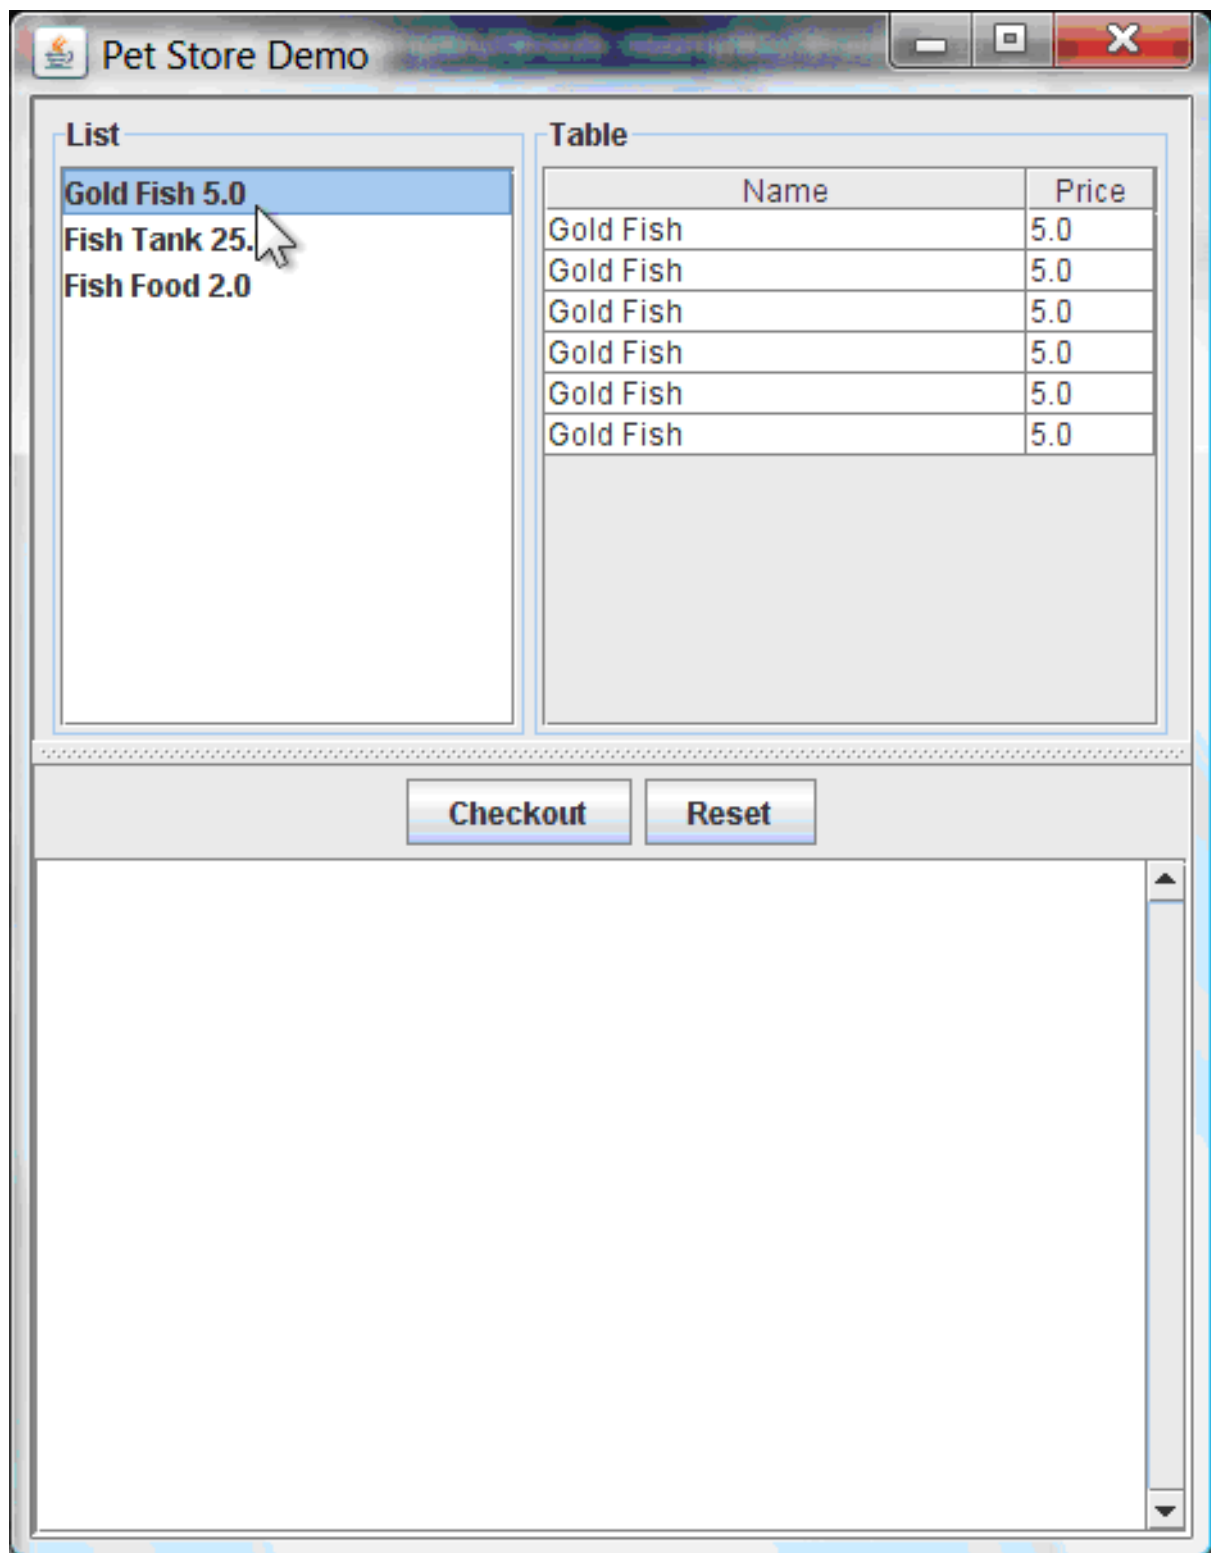 Pet Store Demo
List
Gold Fish 5.0
Fish Tank 25.
Fish Food 2.0
Table
Name Price
Gold Fish 5.0
Gold Fish 5.0
Gold Fish 5.0
Gold Fish 5.0
Gold Fish 5.0
Gold Fish 5.0
Checkout Reset